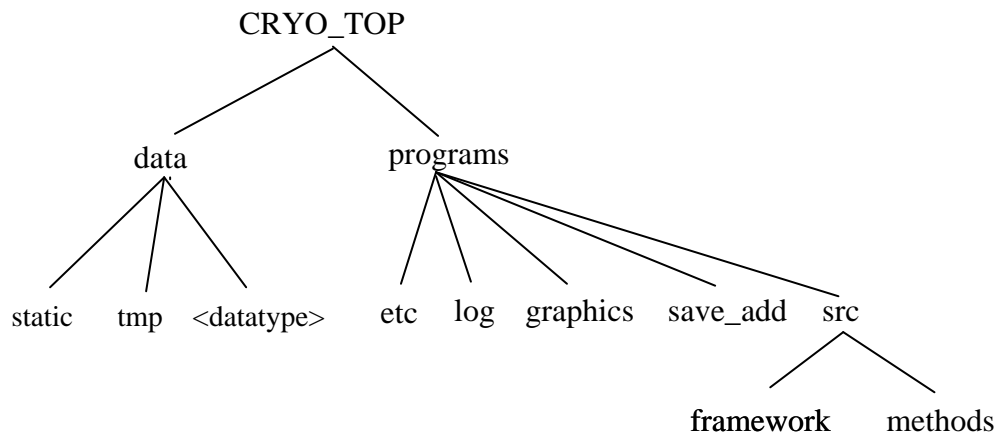 CRYO_TOP
data programs
static tmp <datatype> etc log graphics save_add src
framework methods